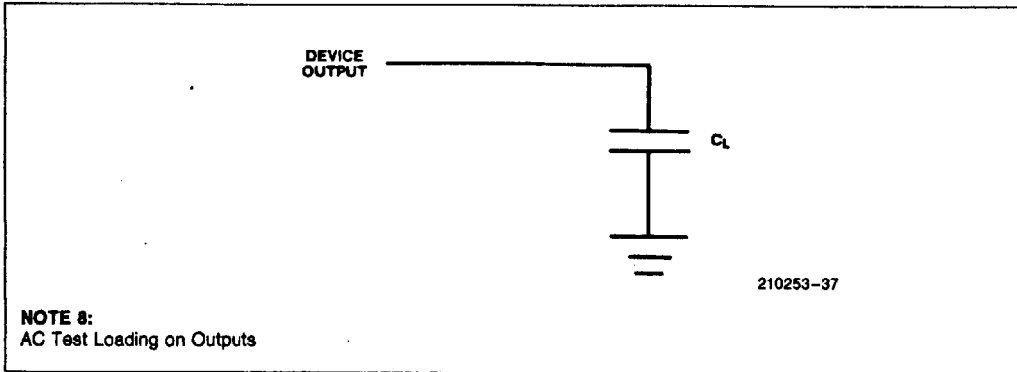 DEVICE
OUTPUT
CL
210253-37
NOTE 8:
AC Test Loading on Outputs